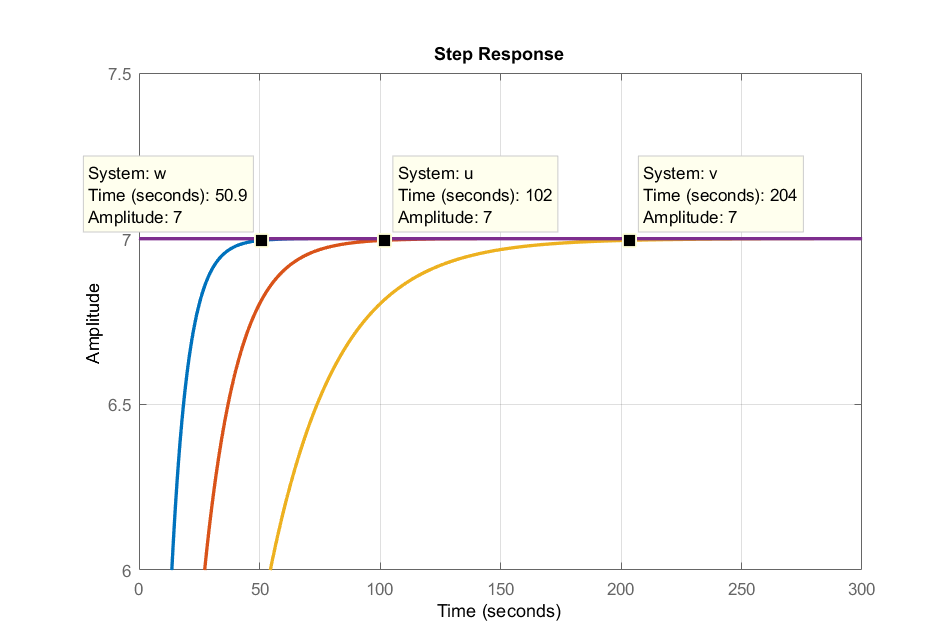 Step Response
7.5
System: w
Time (seconds): 50.9
Amplitude: 7
System: u
Time (seconds): 102
Amplitude: 7
System: v
Time (seconds): 204
Amplitude: 7
7
Amplitude
6.5
6
0 50 100 150 200 250 300
Time (seconds)